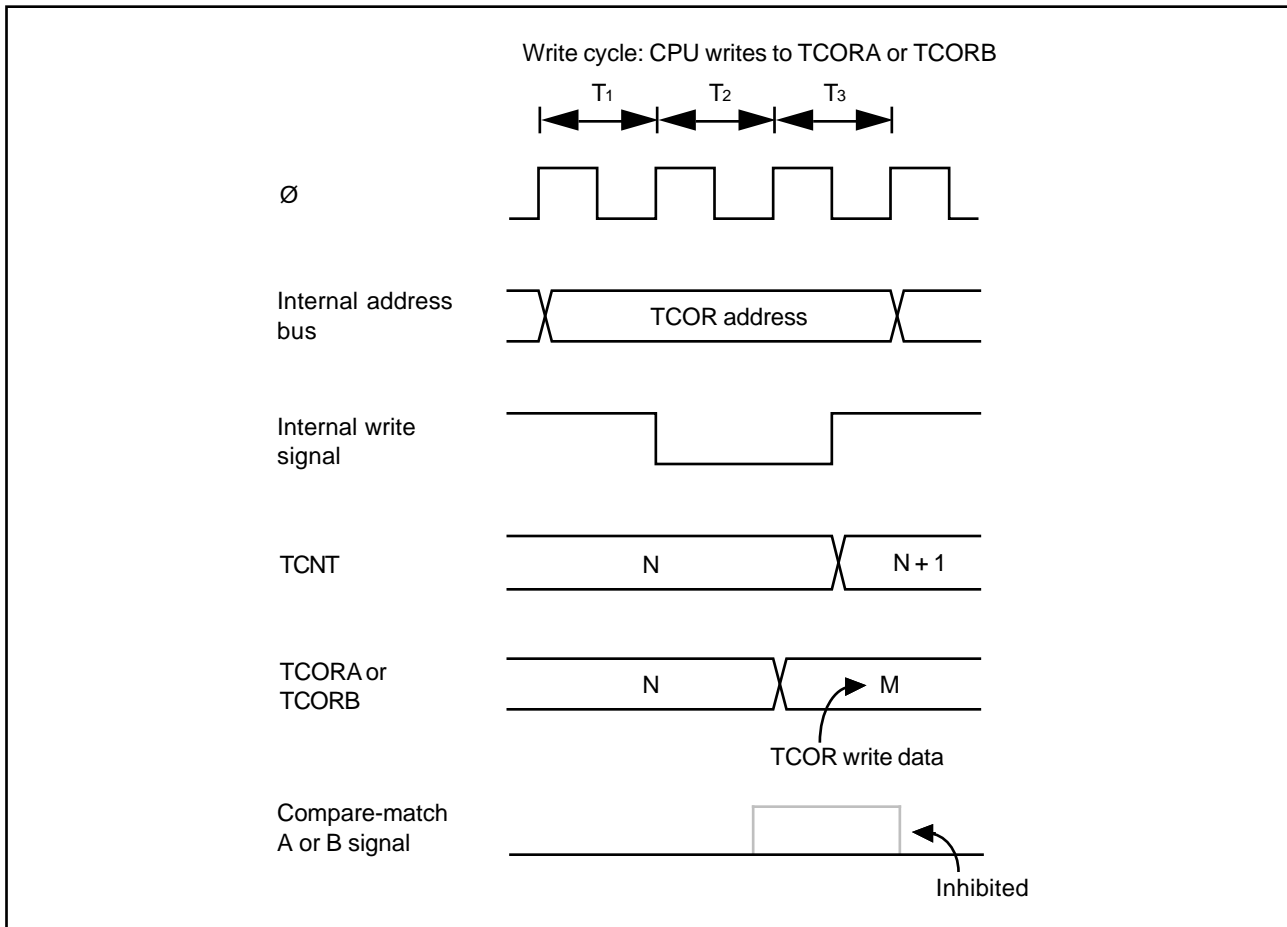 Write cycle: CPU writes to TCORA or TCORB
T1 T2 T3
Ø
Internal address
bus
TCOR address
Internal write
signal
TCNT N N + 1
TCORA or
TCORB
N M
TCOR write data
Compare-match
A or B signal
Inhibited